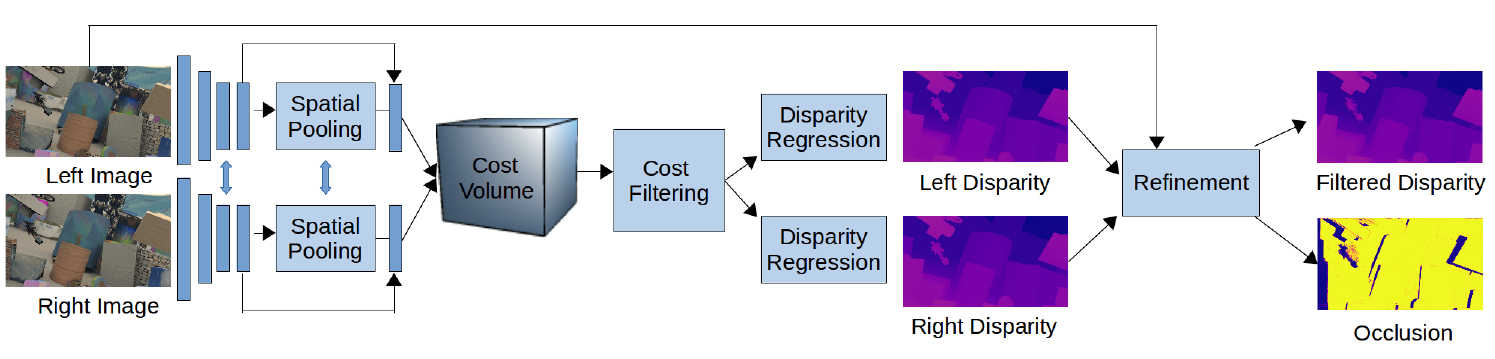 Left Image
Right Image
Spatial
Pooling
Spatial
Pooling
Cost
Volume
Cost
Filtering
Disparity
Regression
Disparity
Regression
Left Disparity
Right Disparity
Refinement
Filtered Disparity
Occlusion